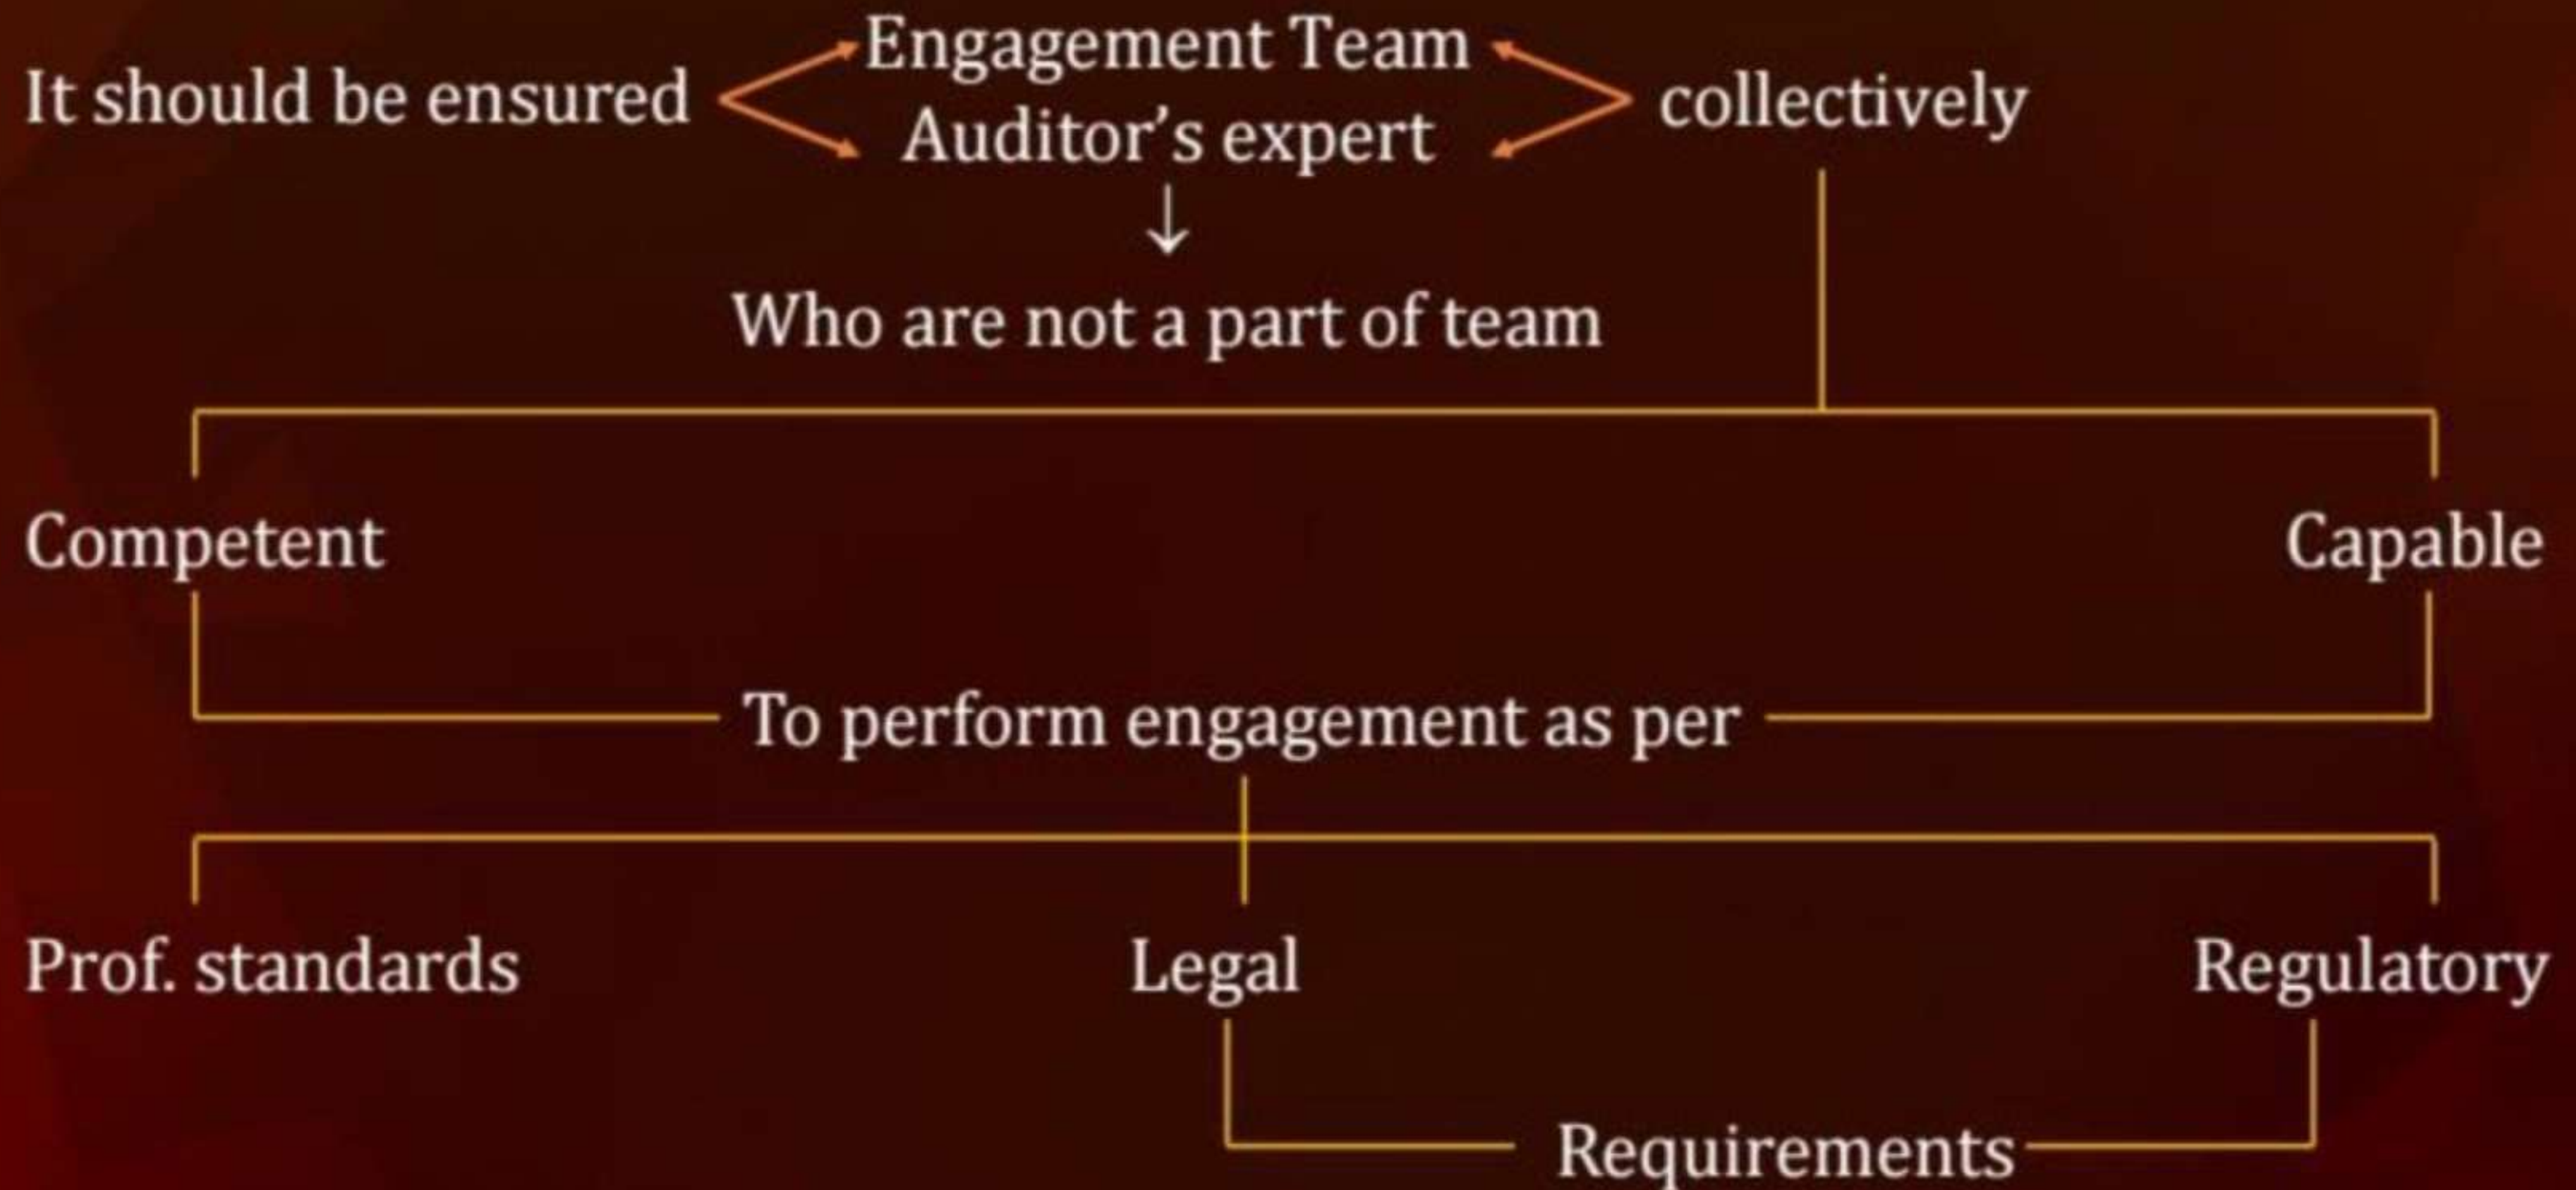 Engagement Team
It should be ensured
collectively
Auditor’s expert
↓
Who are not a part of team
Competent
Capable
To perform engagement as per
Prof. standards
Legal
Regulatory
Requirements